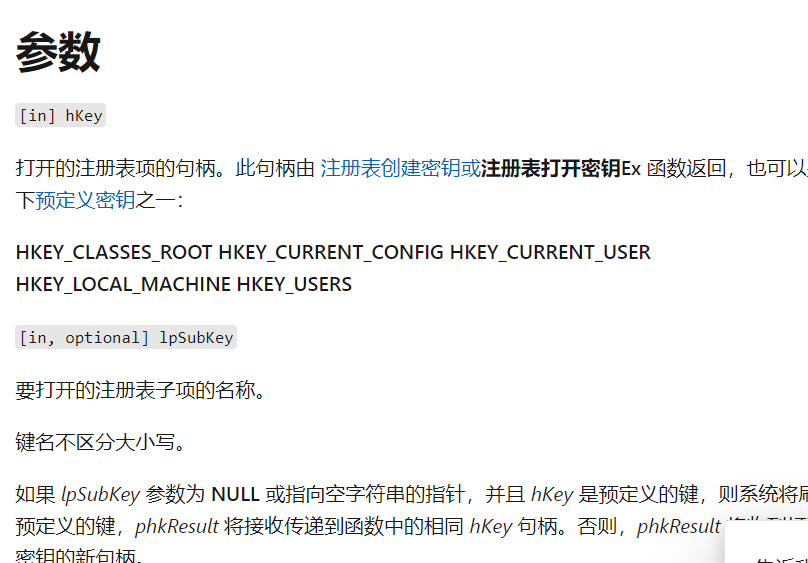 参数
[in] hKey
打开的注册表项的句柄。此句柄由 注册表创建密钥或注册表打开密钥Ex 函数返回，也可以
下预定义密钥之一：
HKEY_CLASSES_ROOT HKEY_CURRENT_CONFIG HKEY_CURRENT_USER
HKEY_LOCAL_MACHINE HKEY_USERS
[in, optional] lpSubKey
要打开的注册表子项的名称。
键名不区分大小写。
如果 lpSubKey 参数为 NULL 或指向空字符串的指针，并且 hKey 是预定义的键，则系统将刷
预定义的键，phkResult 将接收传递到函数中的相同 hKey 句柄。否则，phkResult
密钥的新句柄。